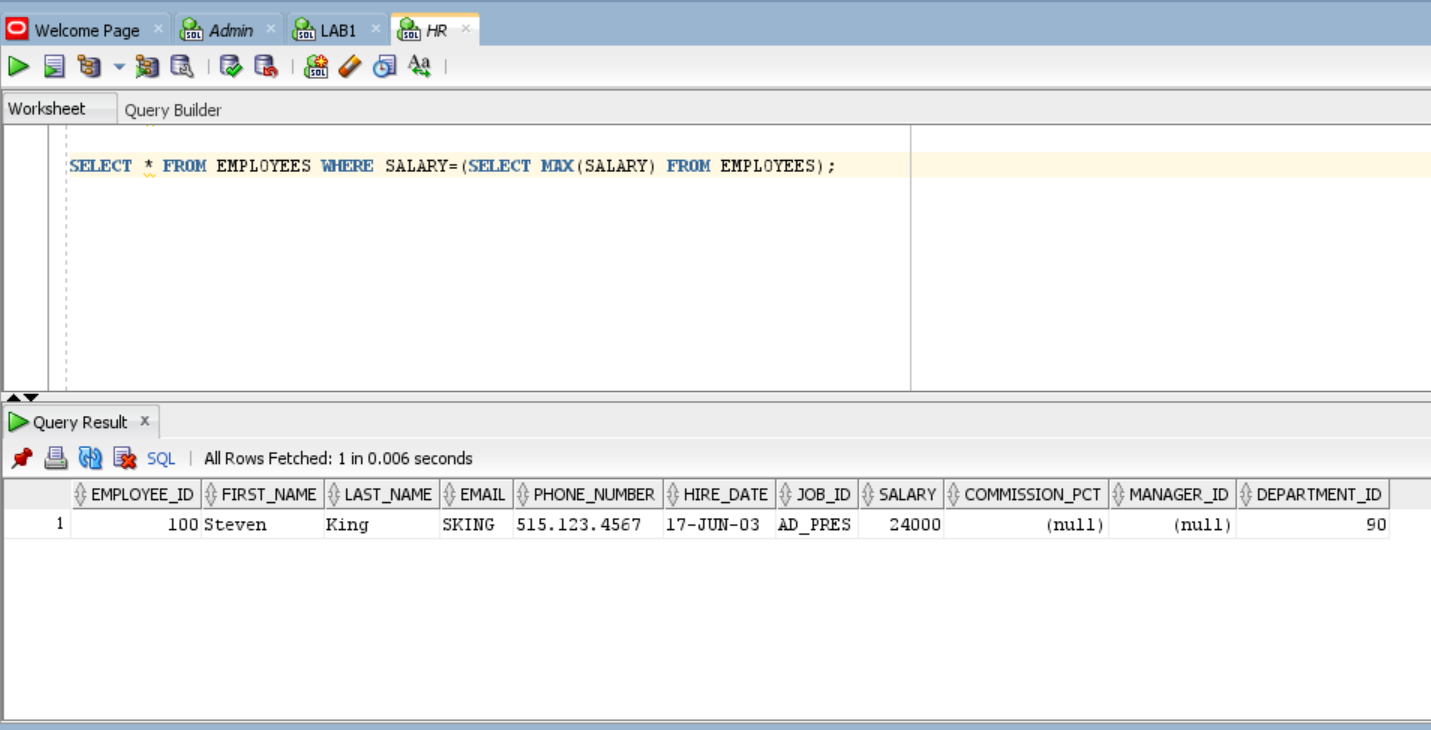 Welcome Page Admin LAB1 HR
Worksheet Query Builder
SELECT * FROM EMPLOYEES WHERE SALARY=(SELECT MAX(SALARY) FROM EMPLOYEES);
Query Result x
SQL | All Rows Fetched: 1 in 0.006 seconds
EMPLOYEE_ID FIRST_NAME LAST_NAME EMAIL PHONE_NUMBER HIRE_DATE JOB_ID SALARY COMMISSION_PCT MANAGER_ID DEPARTMENT_ID
1 100 Steven King SKING 515.123.4567 17-JUN-03 AD_PRES 24000 (null) (null) 90